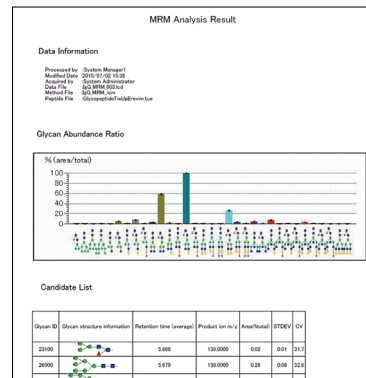 MRM Analysis Result
Data Information
Processed by :System Manager1
Modified Date :2015/07/02 15:38
Acquired by :System Administrator
Data File :IgG_MRM_003.lcd
Method File :IgG_MRM_.lcm
Peptide File :GlycopeptideTieUpErexim.tue
Glycan Abundance Ratio
% (area/total)
100
80
60
40
20
0
Candidate List
Glycan ID Glycan structure information Retention time (average) Product ion m/z Area(%total) STDEV CV
23100 5.666 138.0000 0.02 0.01 31.7
26000 5.679 138.0000 0.28 0.08 32.8